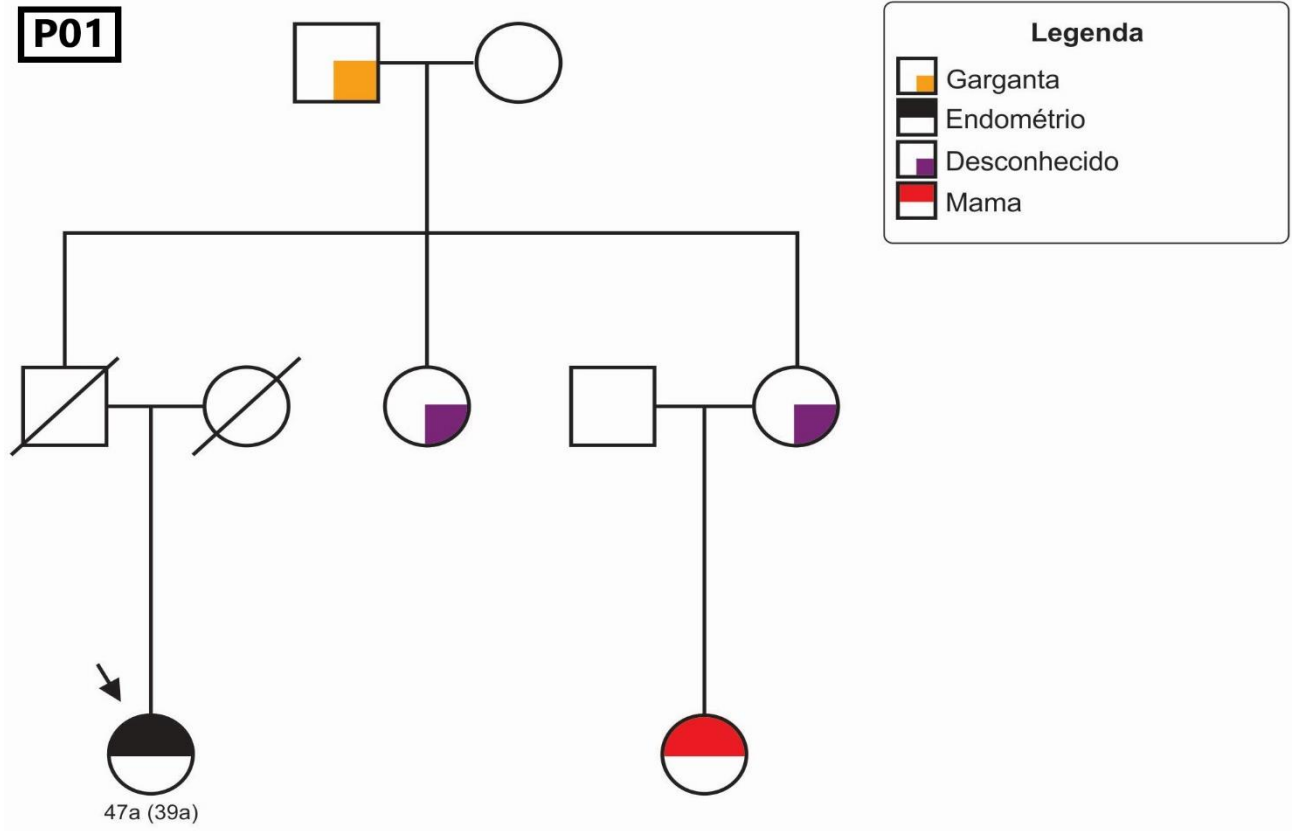 P01
Legenda
Garganta
Endométrio
Desconhecido
Mama
47a (39a)